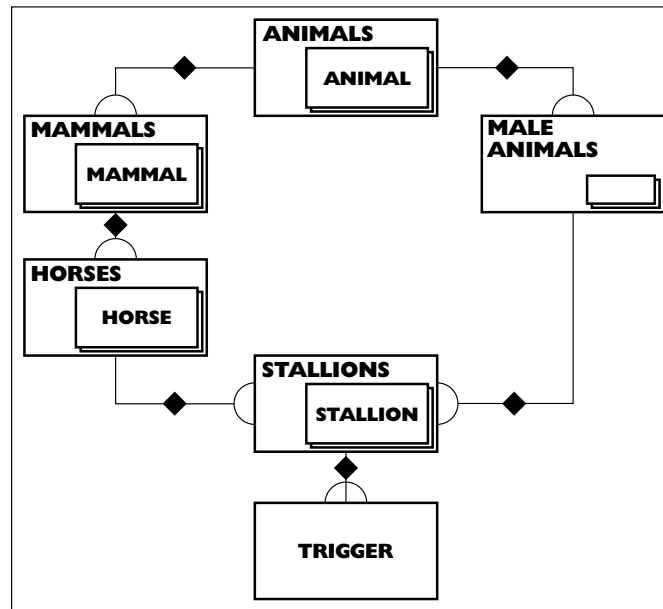 ANIMALS
ANIMAL
MAMMALS
MAMMAL
MALE
ANIMALS
HORSES
HORSE
STALLIONS
STALLION
TRIGGER